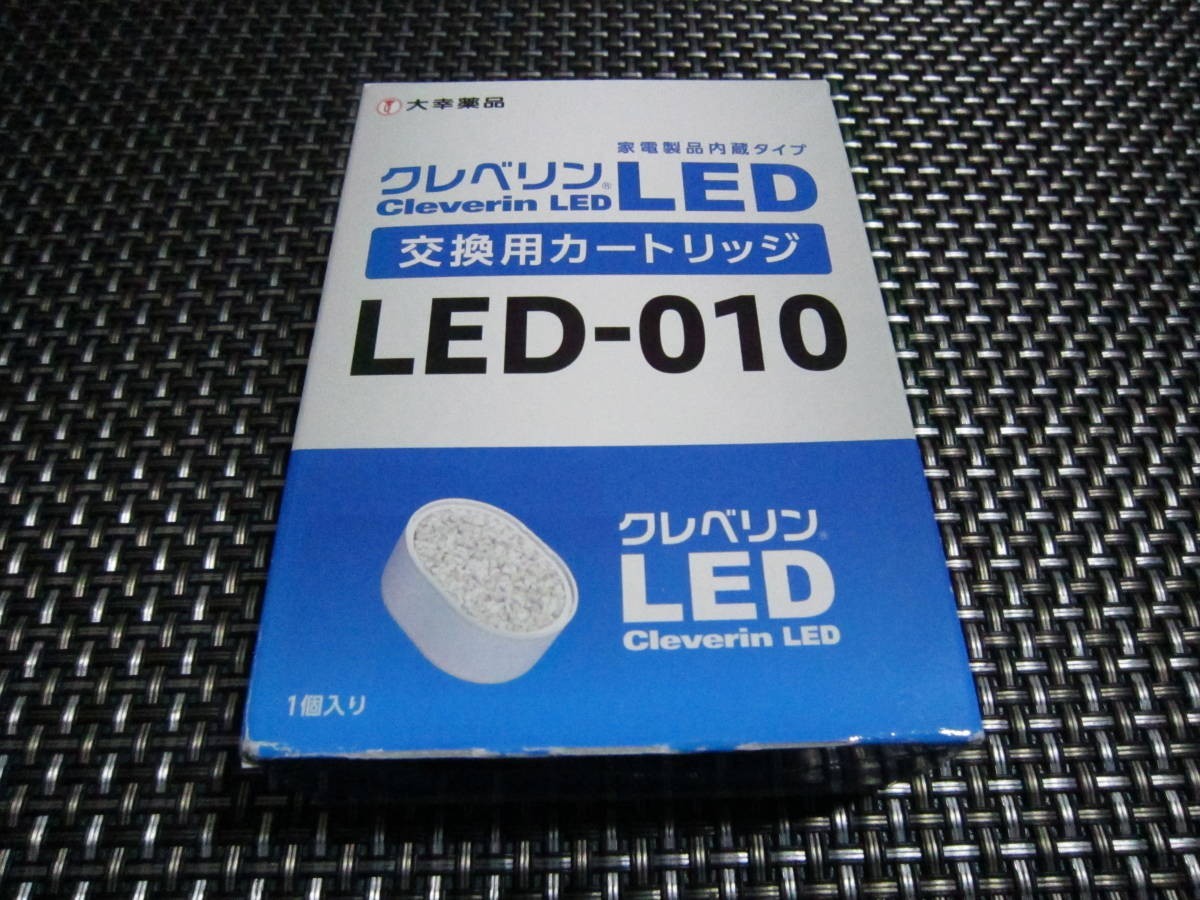 大幸薬品
家電製品内蔵タイプ
クレベリン® LED
Cleverin LED
交換用カートリッジ
LED-010
クレベリン®
LED
Cleverin LED
1個入り